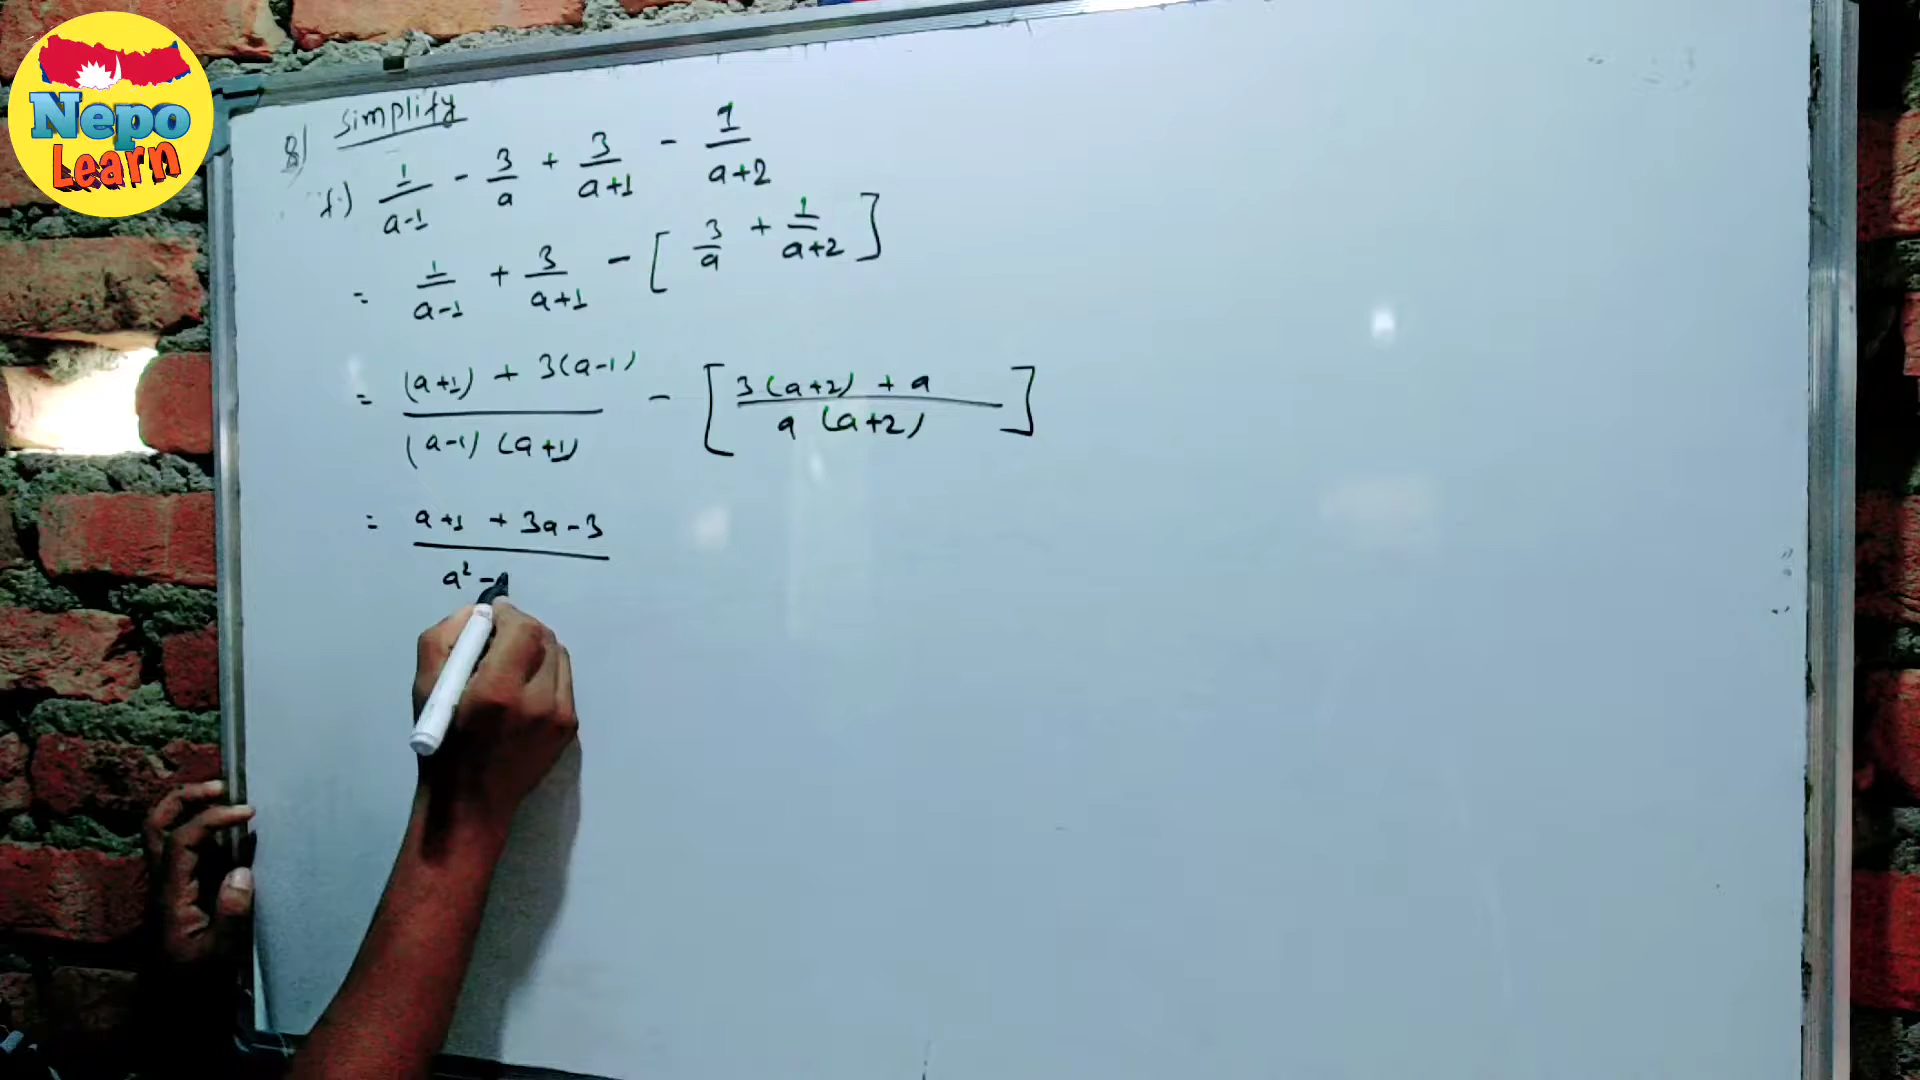 Nepo
Learn
8) Simplify
f.) 1/(a-1) - 3/a + 3/(a+1) - 1/(a+2)
= 1/(a-1) + 3/(a+1) - [ 3/a + 1/(a+2) ]
= ((a+1) + 3(a-1))/((a-1) (a+1)) - [ (3(a+2) + a)/(a (a+2)) ]
= (a+1 + 3a-3)/(a² -